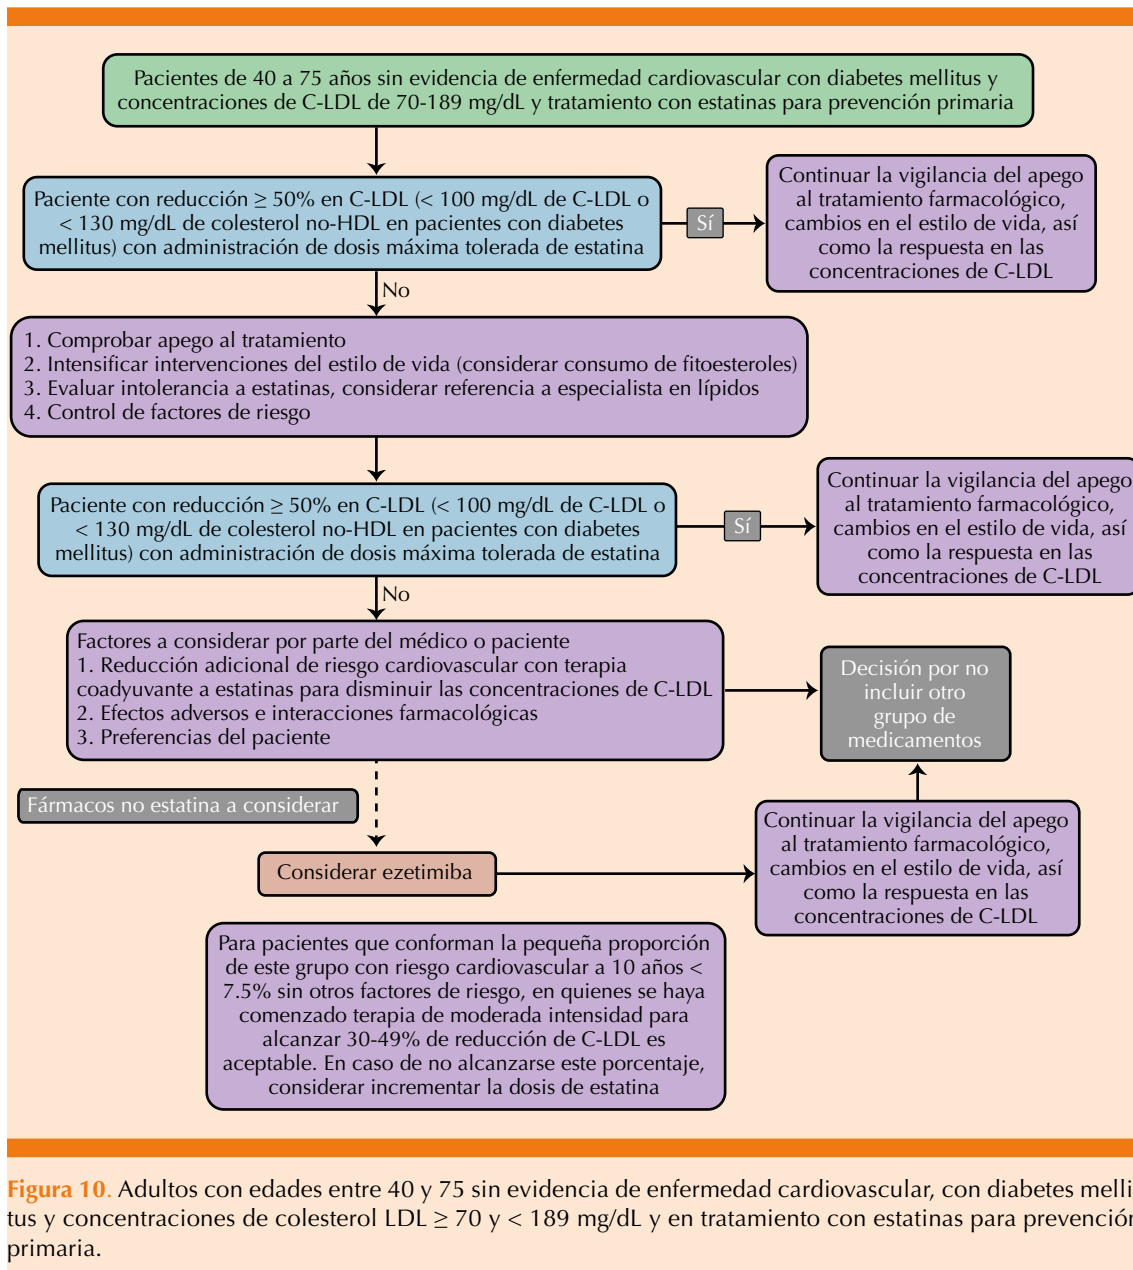 Pacientes de 40 a 75 años sin evidencia de enfermedad cardiovascular con diabetes mellitus y
concentraciones de C-LDL de 70-189 mg/dL y tratamiento con estatinas para prevención primaria
Paciente con reducción ≥ 50% en C-LDL (< 100 mg/dL de C-LDL o
< 130 mg/dL de colesterol no-HDL en pacientes con diabetes
mellitus) con administración de dosis máxima tolerada de estatina
Sí
Continuar la vigilancia del apego
al tratamiento farmacológico,
cambios en el estilo de vida, así
como la respuesta en las
concentraciones de C-LDL
No
1. Comprobar apego al tratamiento
2. Intensificar intervenciones del estilo de vida (considerar consumo de fitoesteroles)
3. Evaluar intolerancia a estatinas, considerar referencia a especialista en lípidos
4. Control de factores de riesgo
Paciente con reducción ≥ 50% en C-LDL (< 100 mg/dL de C-LDL o
< 130 mg/dL de colesterol no-HDL en pacientes con diabetes
mellitus) con administración de dosis máxima tolerada de estatina
Sí
Continuar la vigilancia del apego
al tratamiento farmacológico,
cambios en el estilo de vida, así
como la respuesta en las
concentraciones de C-LDL
No
Factores a considerar por parte del médico o paciente
1. Reducción adicional de riesgo cardiovascular con terapia
coadyuvante a estatinas para disminuir las concentraciones de C-LDL
2. Efectos adversos e interacciones farmacológicas
3. Preferencias del paciente
Decisión por no
incluir otro
grupo de
medicamentos
Fármacos no estatina a considerar
Considerar ezetimiba
Continuar la vigilancia del apego
al tratamiento farmacológico,
cambios en el estilo de vida, así
como la respuesta en las
concentraciones de C-LDL
Para pacientes que conforman la pequeña proporción
de este grupo con riesgo cardiovascular a 10 años <
7.5% sin otros factores de riesgo, en quienes se haya
comenzado terapia de moderada intensidad para
alcanzar 30-49% de reducción de C-LDL es
aceptable. En caso de no alcanzarse este porcentaje,
considerar incrementar la dosis de estatina
Figura 10. Adultos con edades entre 40 y 75 sin evidencia de enfermedad cardiovascular, con diabetes melli-
tus y concentraciones de colesterol LDL ≥ 70 y < 189 mg/dL y en tratamiento con estatinas para prevención
primaria.